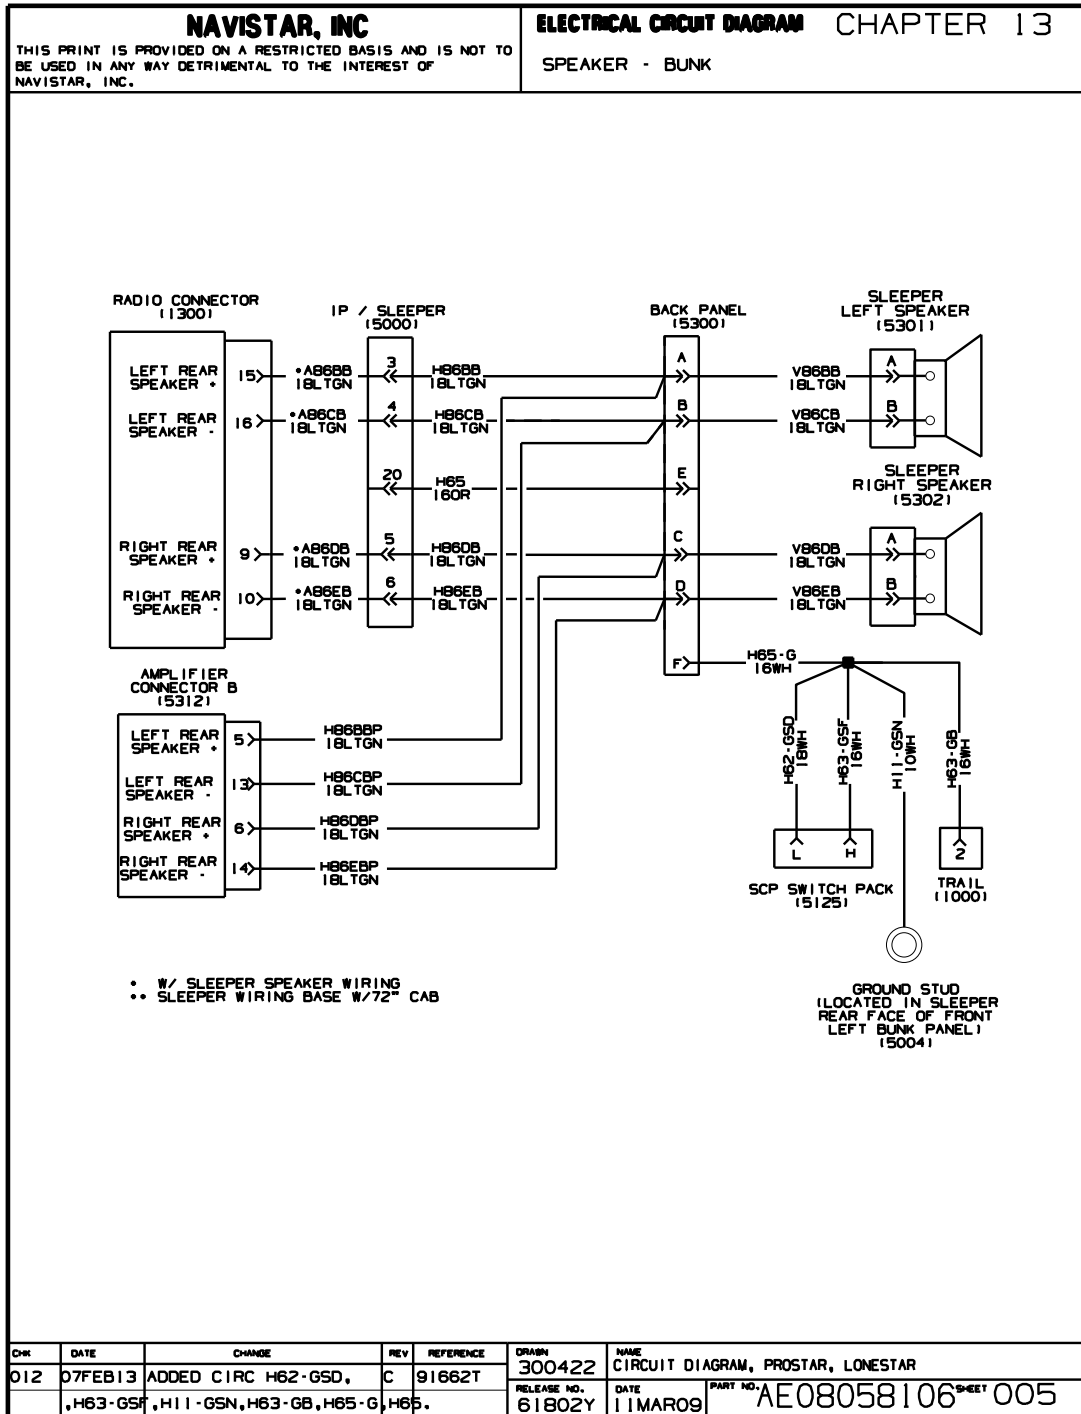 NAVISTAR, INC
THIS PRINT IS PROVIDED ON A RESTRICTED BASIS AND IS NOT TO
BE USED IN ANY WAY DETRIMENTAL TO THE INTEREST OF
NAVISTAR, INC.
ELECTRICAL CIRCUIT DIAGRAM CHAPTER 13
SPEAKER - BUNK
RADIO CONNECTOR
(1300)
LEFT REAR
SPEAKER +
15
LEFT REAR
SPEAKER -
16
RIGHT REAR
SPEAKER +
9
RIGHT REAR
SPEAKER -
10
*A86BB
18LTGN
*A86CB
18LTGN
*A86DB
18LTGN
*A86EB
18LTGN
IP / SLEEPER
(5000)
3
4
20
5
6
H86BB
18LTGN
H86CB
18LTGN
H65
16OR
H86DB
18LTGN
H86EB
18LTGN
BACK PANEL
(5300)
A
B
E
C
D
F
V86BB
18LTGN
V86CB
18LTGN
V86DB
18LTGN
V86EB
18LTGN
SLEEPER
LEFT SPEAKER
(5301)
A
B
SLEEPER
RIGHT SPEAKER
(5302)
A
B
AMPLIFIER
CONNECTOR B
(5312)
LEFT REAR
SPEAKER +
5
LEFT REAR
SPEAKER -
13
RIGHT REAR
SPEAKER +
6
RIGHT REAR
SPEAKER -
14
H86BBP
18LTGN
H86CBP
18LTGN
H86DBP
18LTGN
H86EBP
18LTGN
H65-G
16WH
H62-GSD
18WH
H63-GSF
16WH
H11-GSN
10WH
H63-GB
16WH
L
H
SCP SWITCH PACK
(5125)
2
TRAIL
(1000)
GROUND STUD
(LOCATED IN SLEEPER
REAR FACE OF FRONT
LEFT BUNK PANEL)
(5004)
* W/ SLEEPER SPEAKER WIRING
** SLEEPER WIRING BASE W/72" CAB
CHK DATE CHANGE REV REFERENCE
012 07FEB13 ADDED CIRC H62-GSD, C 91662T
,H63-GSF,H11-GSN,H63-GB,H65-G,H65.
DRAWN
300422
NAME
CIRCUIT DIAGRAM, PROSTAR, LONESTAR
RELEASE NO.
61802Y
DATE
11MAR09
PART NO. AE08058106 SHEET 005